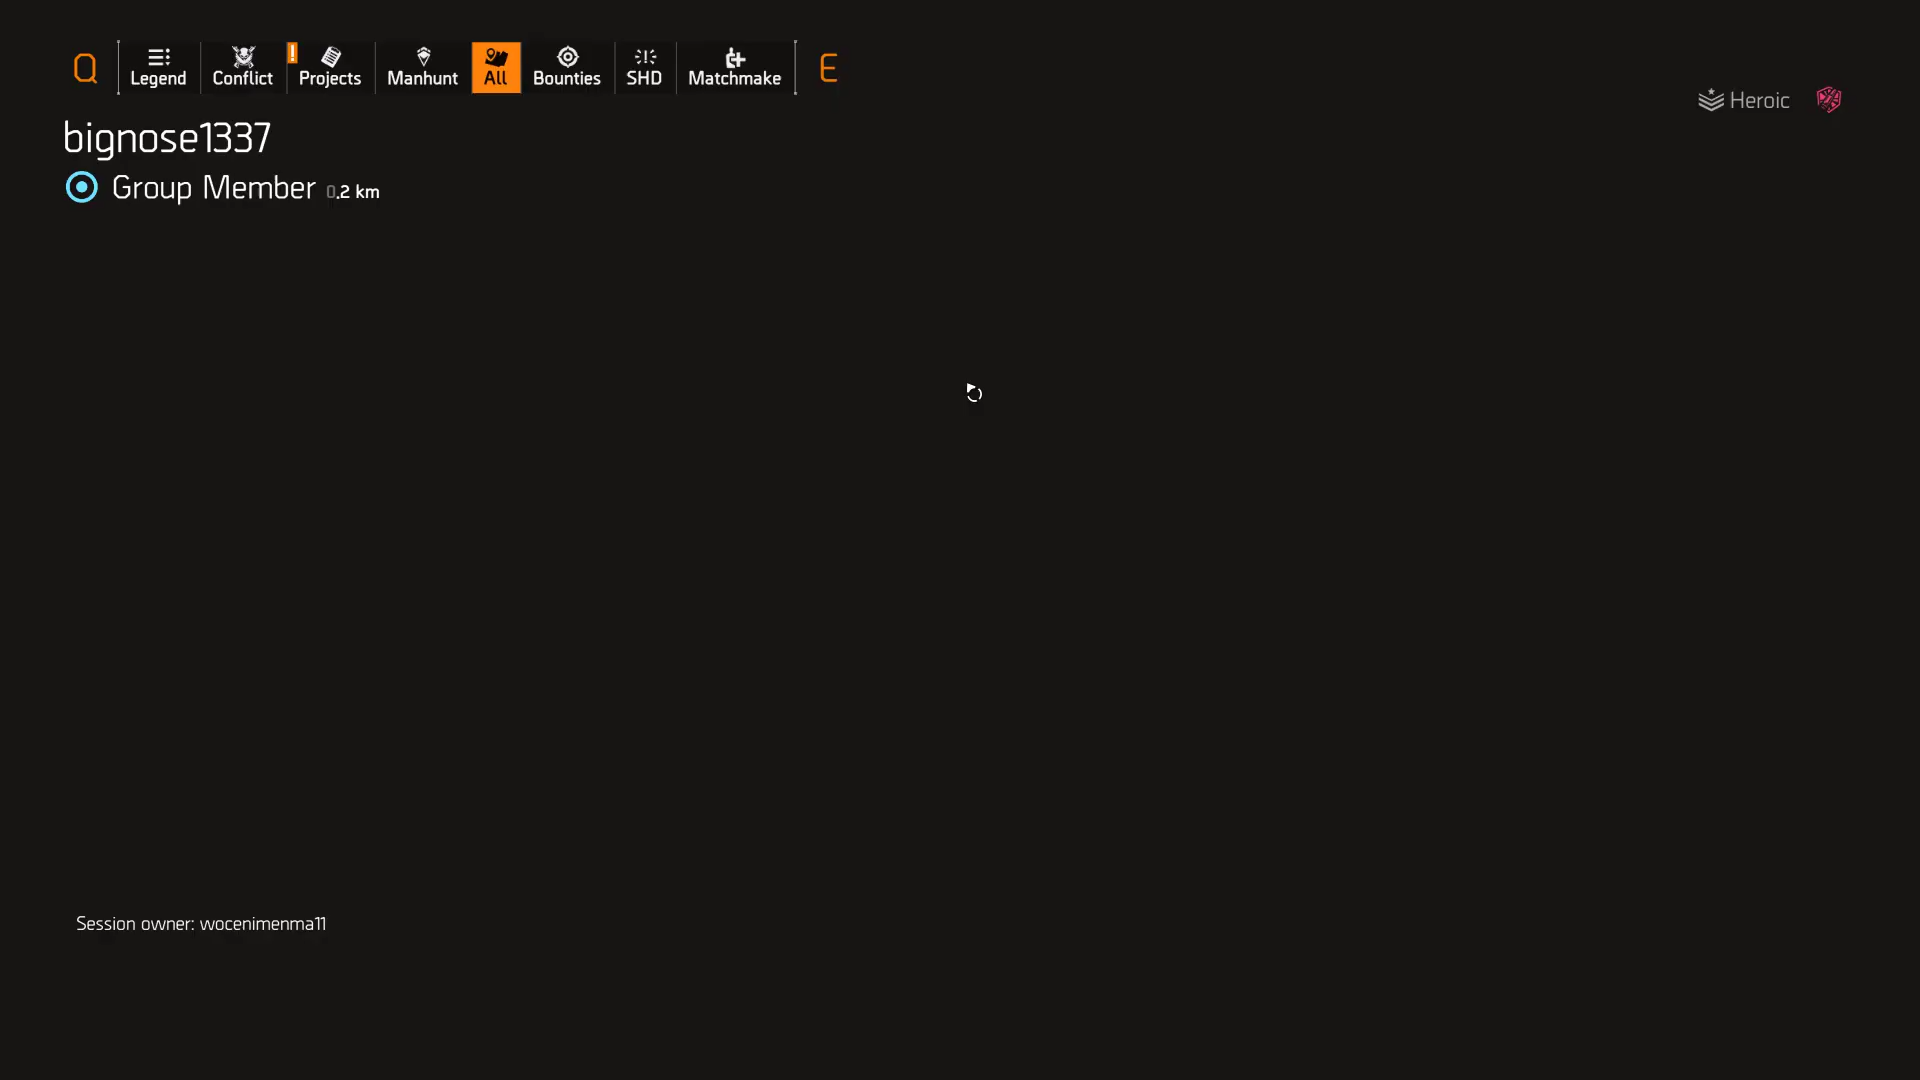 Q Legend Conflict Projects Manhunt All Bounties SHD Matchmake E
Heroic
bignose1337
Group Member 0.2 km
Session owner: wocenimenma11